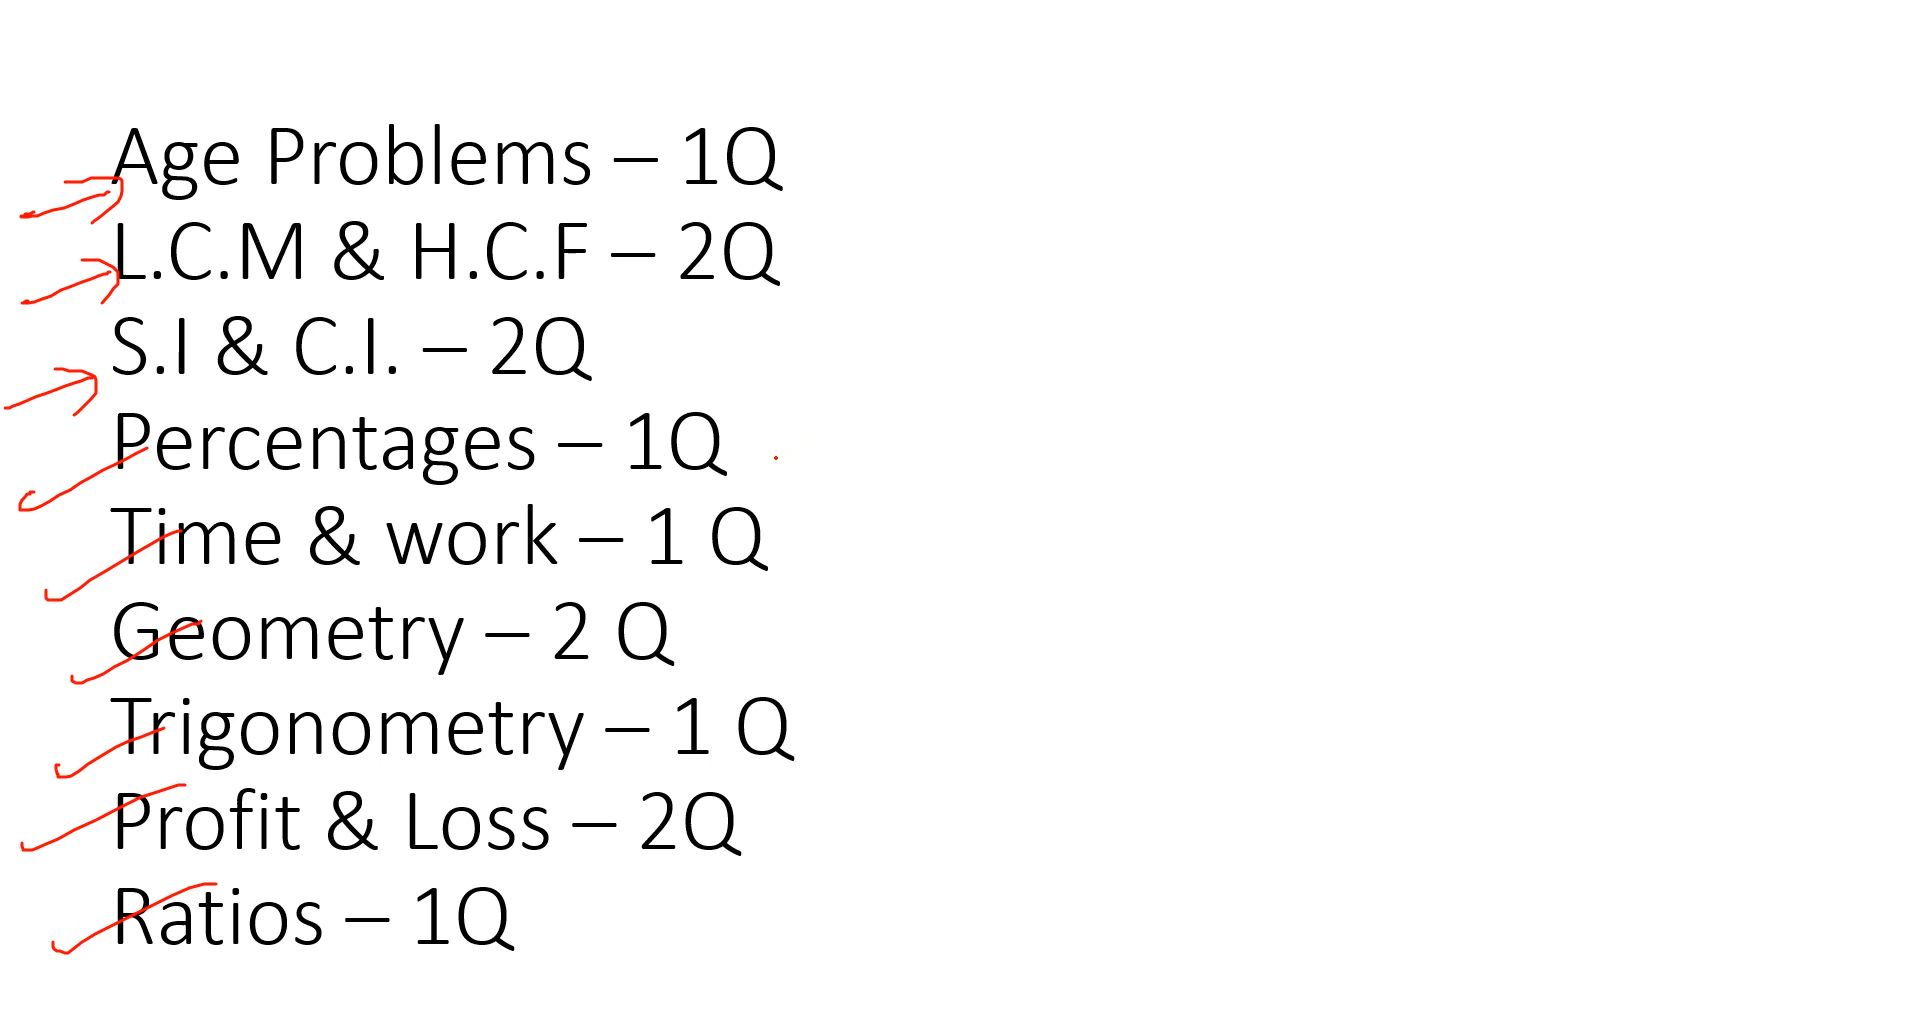 Age Problems – 1Q
L.C.M & H.C.F – 2Q
S.I & C.I. – 2Q
Percentages – 1Q
Time & work – 1 Q
Geometry – 2 Q
Trigonometry – 1 Q
Profit & Loss – 2Q
Ratios – 1Q